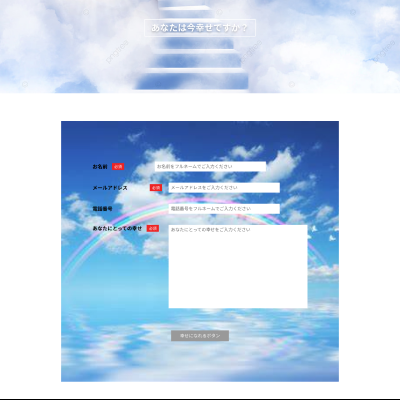 あなたは今幸せですか？
お名前 必須 お名前をフルネームでご入力ください
メールアドレス 必須 メールアドレスをご入力ください
電話番号 電話番号をフルネームでご入力ください
あなたにとっての幸せ 必須 あなたにとっての幸せをご入力ください
幸せになれるボタン